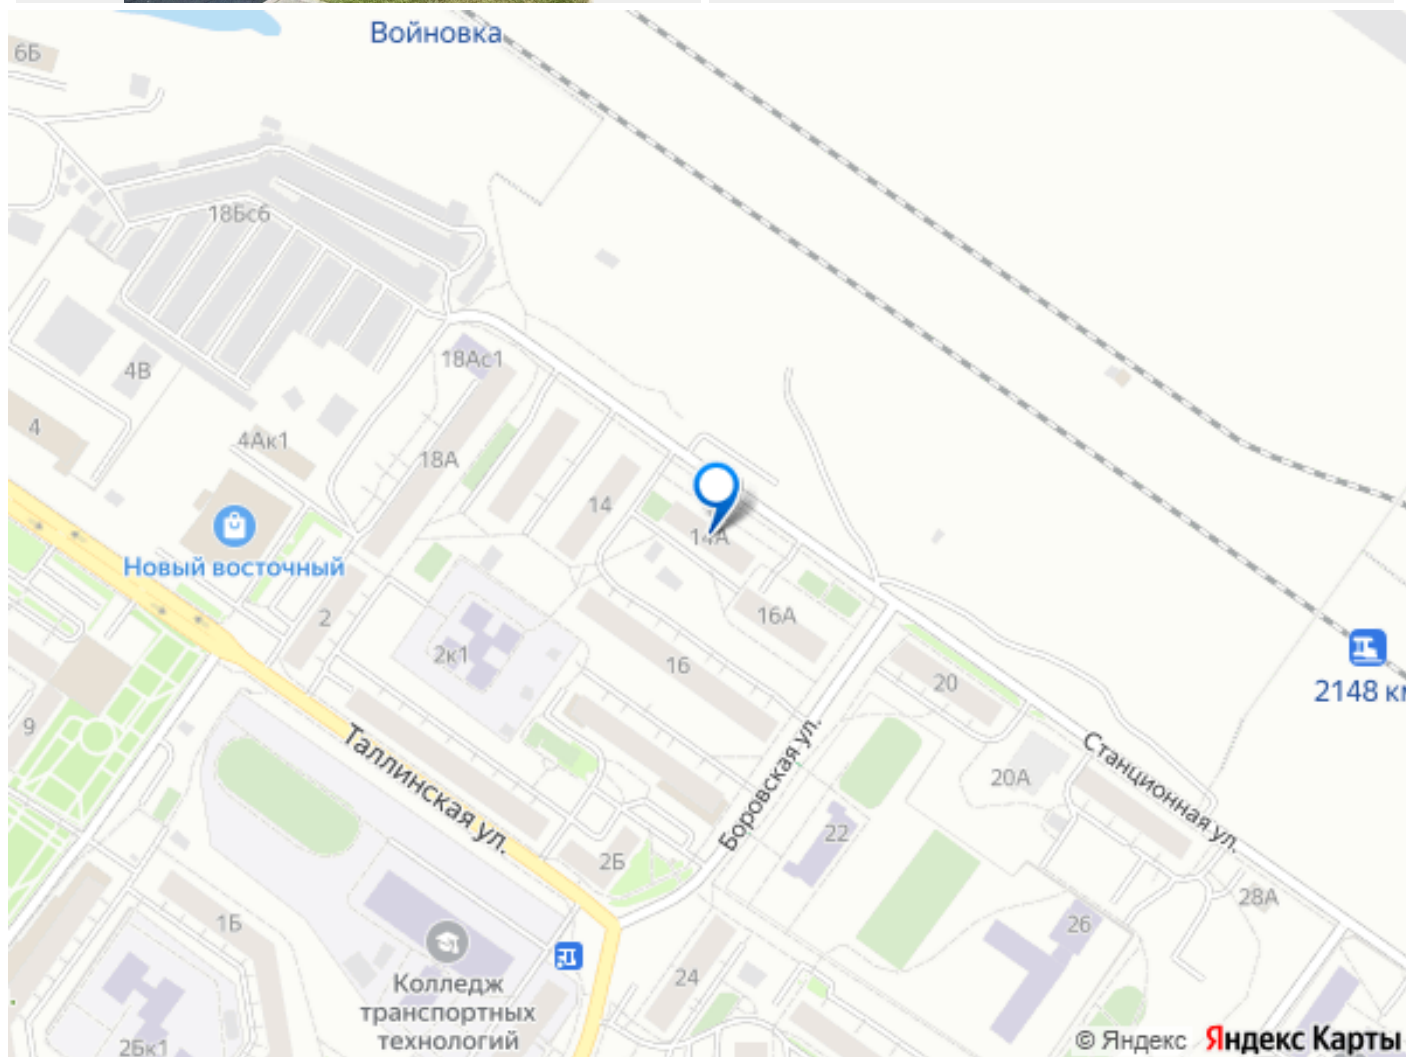 Войновка
6Б
18Бс6
18Ас1
4В
4
4Ак1
18А
14
14А
Новый восточный
2
2к1
16А
16
20
2148 км
9
Таллинская ул.
Боровская ул.
Станционная ул.
20А
22
2Б
28А
1Б
26
24
Колледж
транспортных
технологий
2Бк1
© Яндекс Яндекс Карты